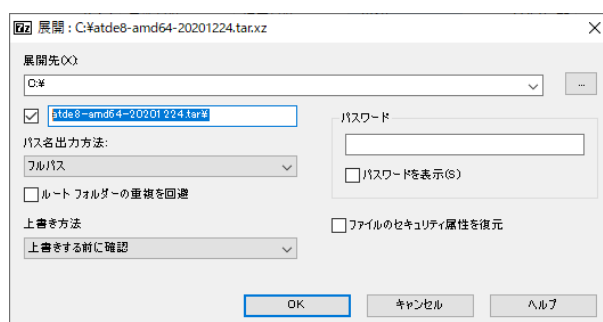 7z 展開 : C:¥atde8-amd64-20201224.tar.xz
展開先(X):
C:¥
...
atde8-amd64-20201224.tar¥
パスワード
パス名出力方法:
フルパス
パスワードを表示(S)
ルート フォルダーの重複を回避
上書き方法
ファイルのセキュリティ属性を復元
上書きする前に確認
OK
キャンセル
ヘルプ